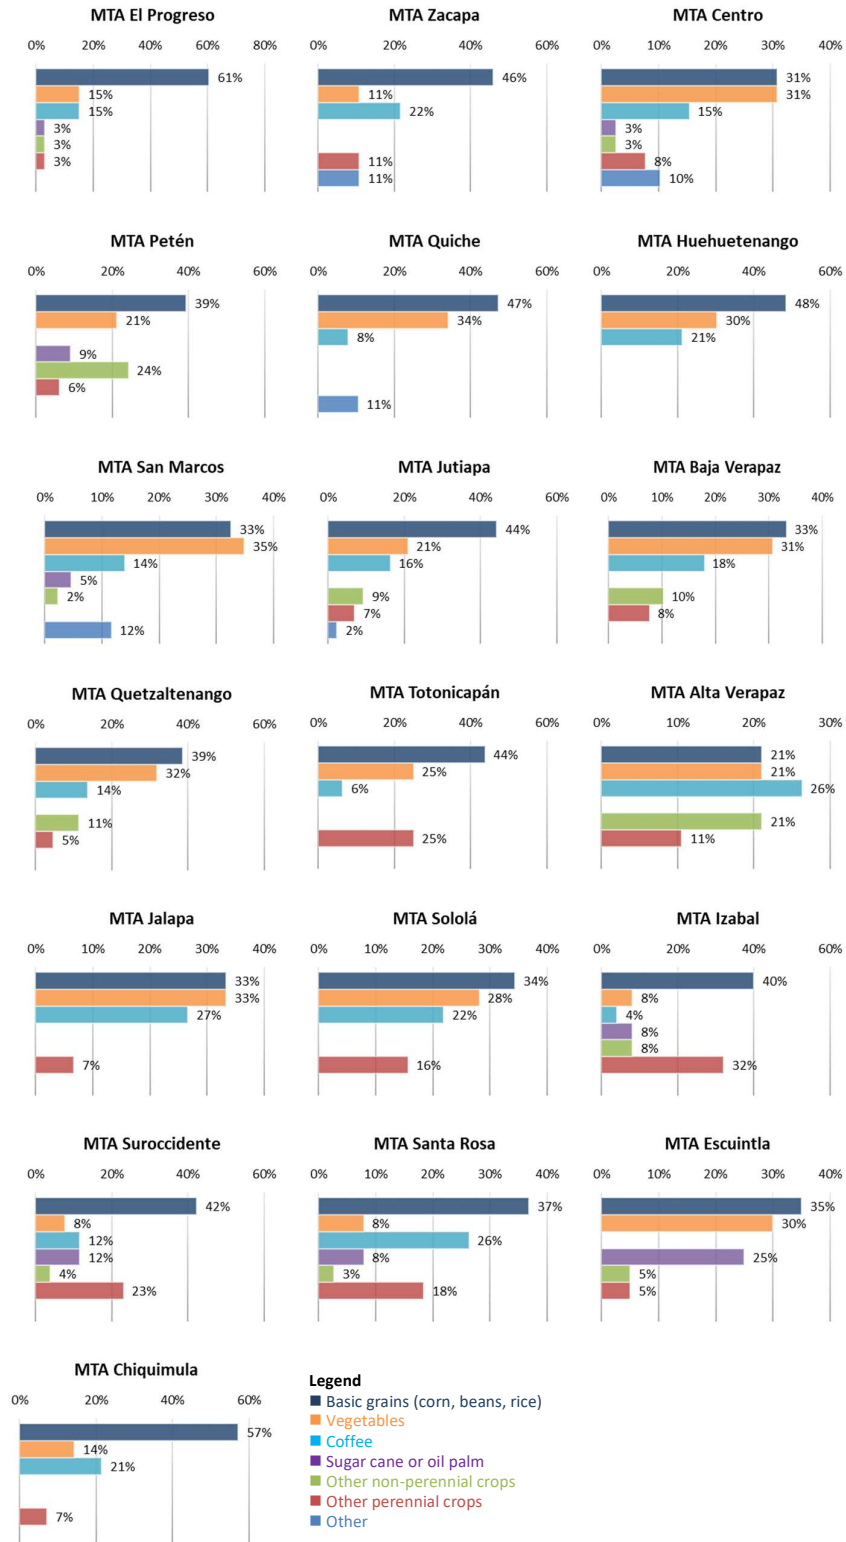 MTA El Progreso
0% 20% 40% 60% 80%
61%
15%
15%
3%
3%
3%
MTA Zacapa
0% 20% 40% 60%
46%
11%
22%
11%
11%
MTA Centro
0% 10% 20% 30% 40%
31%
31%
15%
3%
3%
8%
10%
MTA Petén
0% 20% 40% 60%
39%
21%
9%
24%
6%
MTA Quiche
0% 20% 40% 60%
47%
34%
8%
11%
MTA Huehuetenango
0% 20% 40% 60%
48%
30%
21%
MTA San Marcos
0% 10% 20% 30% 40%
33%
35%
14%
5%
2%
12%
MTA Jutiapa
0% 20% 40% 60%
44%
21%
16%
9%
7%
2%
MTA Baja Verapaz
0% 10% 20% 30% 40%
33%
31%
18%
10%
8%
MTA Quetzaltenango
0% 20% 40% 60%
39%
32%
14%
11%
5%
MTA Totonicapán
0% 20% 40% 60%
44%
25%
6%
25%
MTA Alta Verapaz
0% 10% 20% 30%
21%
21%
26%
21%
11%
MTA Jalapa
0% 10% 20% 30% 40%
33%
33%
27%
7%
MTA Sololá
0% 10% 20% 30% 40%
34%
28%
22%
16%
MTA Izabal
0% 20% 40% 60%
40%
8%
4%
8%
8%
32%
MTA Suroccidente
0% 20% 40% 60%
42%
8%
12%
12%
4%
23%
MTA Santa Rosa
0% 10% 20% 30% 40%
37%
8%
26%
8%
3%
18%
MTA Escuintla
0% 10% 20% 30% 40%
35%
30%
25%
5%
5%
MTA Chiquimula
0% 20% 40% 60%
57%
14%
21%
7%
Legend
Basic grains (corn, beans, rice)
Vegetables
Coffee
Sugar cane or oil palm
Other non-perennial crops
Other perennial crops
Other